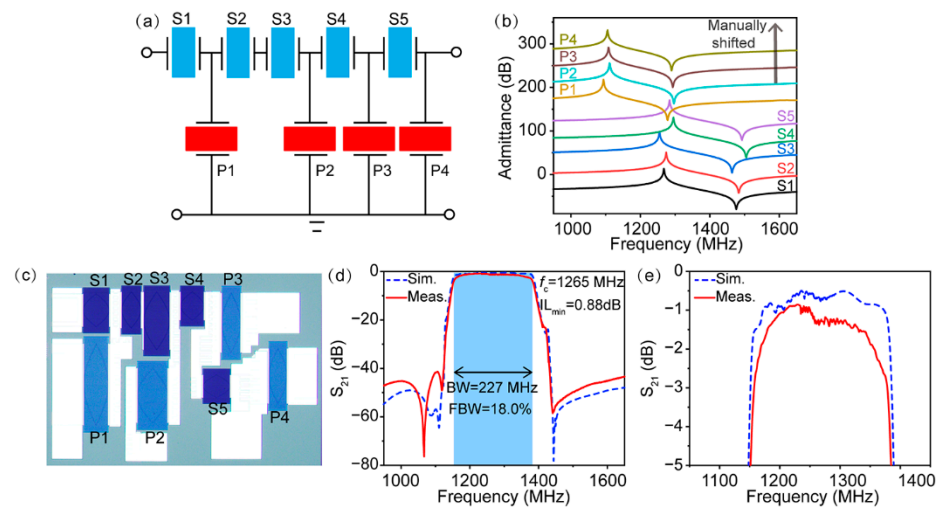 (a)
S1 S2 S3 S4 S5
P1 P2 P3 P4
(b)
Manually
shifted
P4
P3
P2
P1
S5
S4
S3
S2
S1
Admittance (dB)
300
200
100
0
1000 1200 1400 1600
Frequency (MHz)
(c)
S1 S2 S3 S4 P3
P1 P2 S5 P4
(d)
Sim.
Meas.
fc=1265 MHz
ILmin=0.88dB
BW=227 MHz
FBW=18.0%
S21 (dB)
0
-20
-40
-60
-80
1000 1200 1400 1600
Frequency (MHz)
(e)
Sim.
Meas.
S21 (dB)
0
-1
-2
-3
-4
-5
1100 1200 1300 1400
Frequency (MHz)